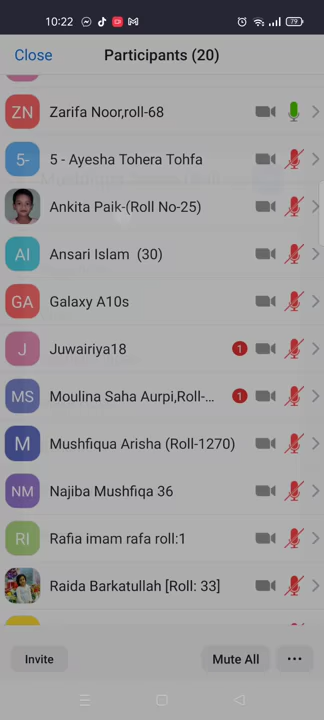 10:22
79
Close
Participants (20)
ZN
Zarifa Noor,roll-68
5-
5 - Ayesha Tohera Tohfa
Ankita Paik-(Roll No-25)
AI
Ansari Islam (30)
GA
Galaxy A10s
J
Juwairiya18
1
MS
Moulina Saha Aurpi,Roll-...
1
M
Mushfiqua Arisha (Roll-1270)
NM
Najiba Mushfiqa 36
RI
Rafia imam rafa roll:1
Raida Barkatullah [Roll: 33]
Invite
Mute All
...